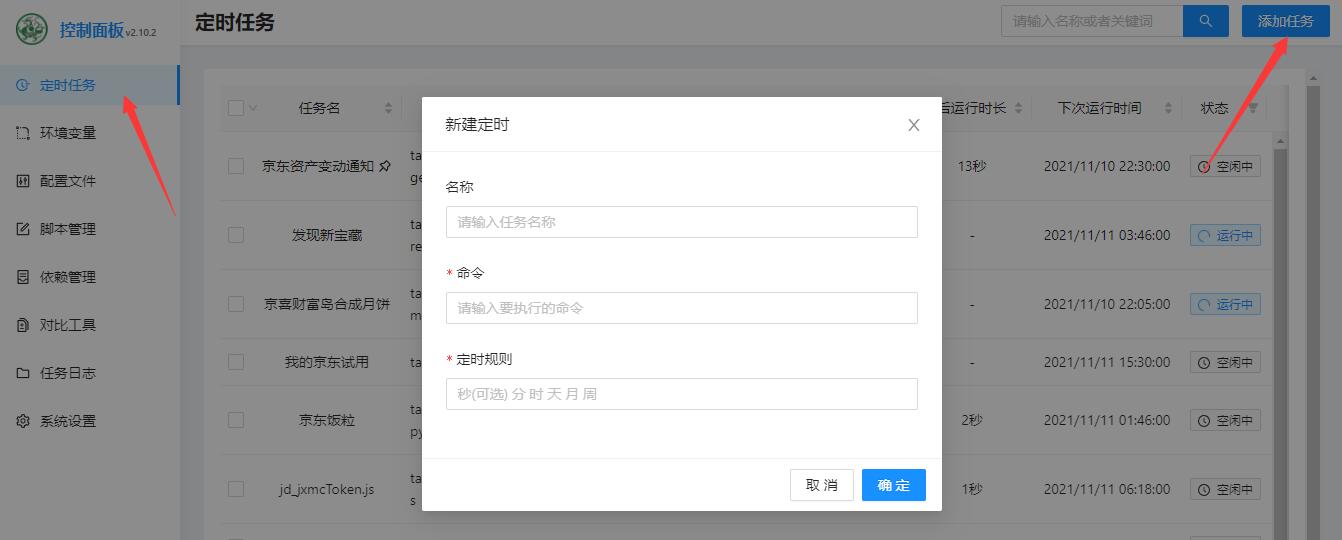 控制面板 v2.10.2
定时任务
请输入名称或者关键词
添加任务
定时任务
环境变量
配置文件
脚本管理
依赖管理
对比工具
任务日志
系统设置
任务名
后运行时长
下次运行时间
状态
京东资产变动通知
ta
ge
13秒
2021/11/10 22:30:00
空闲中
发现新宝藏
ta
re
-
2021/11/11 03:46:00
运行中
京喜财富岛合成月饼
ta
m
-
2021/11/10 22:05:00
运行中
我的京东试用
ta
-
2021/11/11 15:30:00
空闲中
京东饭粒
ta
py
2秒
2021/11/11 01:46:00
空闲中
jd_jxmcToken.js
ta
s
1秒
2021/11/11 06:18:00
空闲中
新建定时
名称
请输入任务名称
* 命令
请输入要执行的命令
* 定时规则
秒(可选) 分 时 天 月 周
取 消
确 定